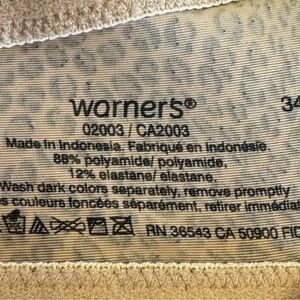 warners® 34
02003 / CA2003
Made in Indonesia. Fabriqué en Indonésie.
88% polyamide/ polyamide,
12% elastane/ elastane,
Wash dark colors separately, remove promptly
es couleurs foncées séparément, retirer immédiat
RN 36543 CA 50900 FID